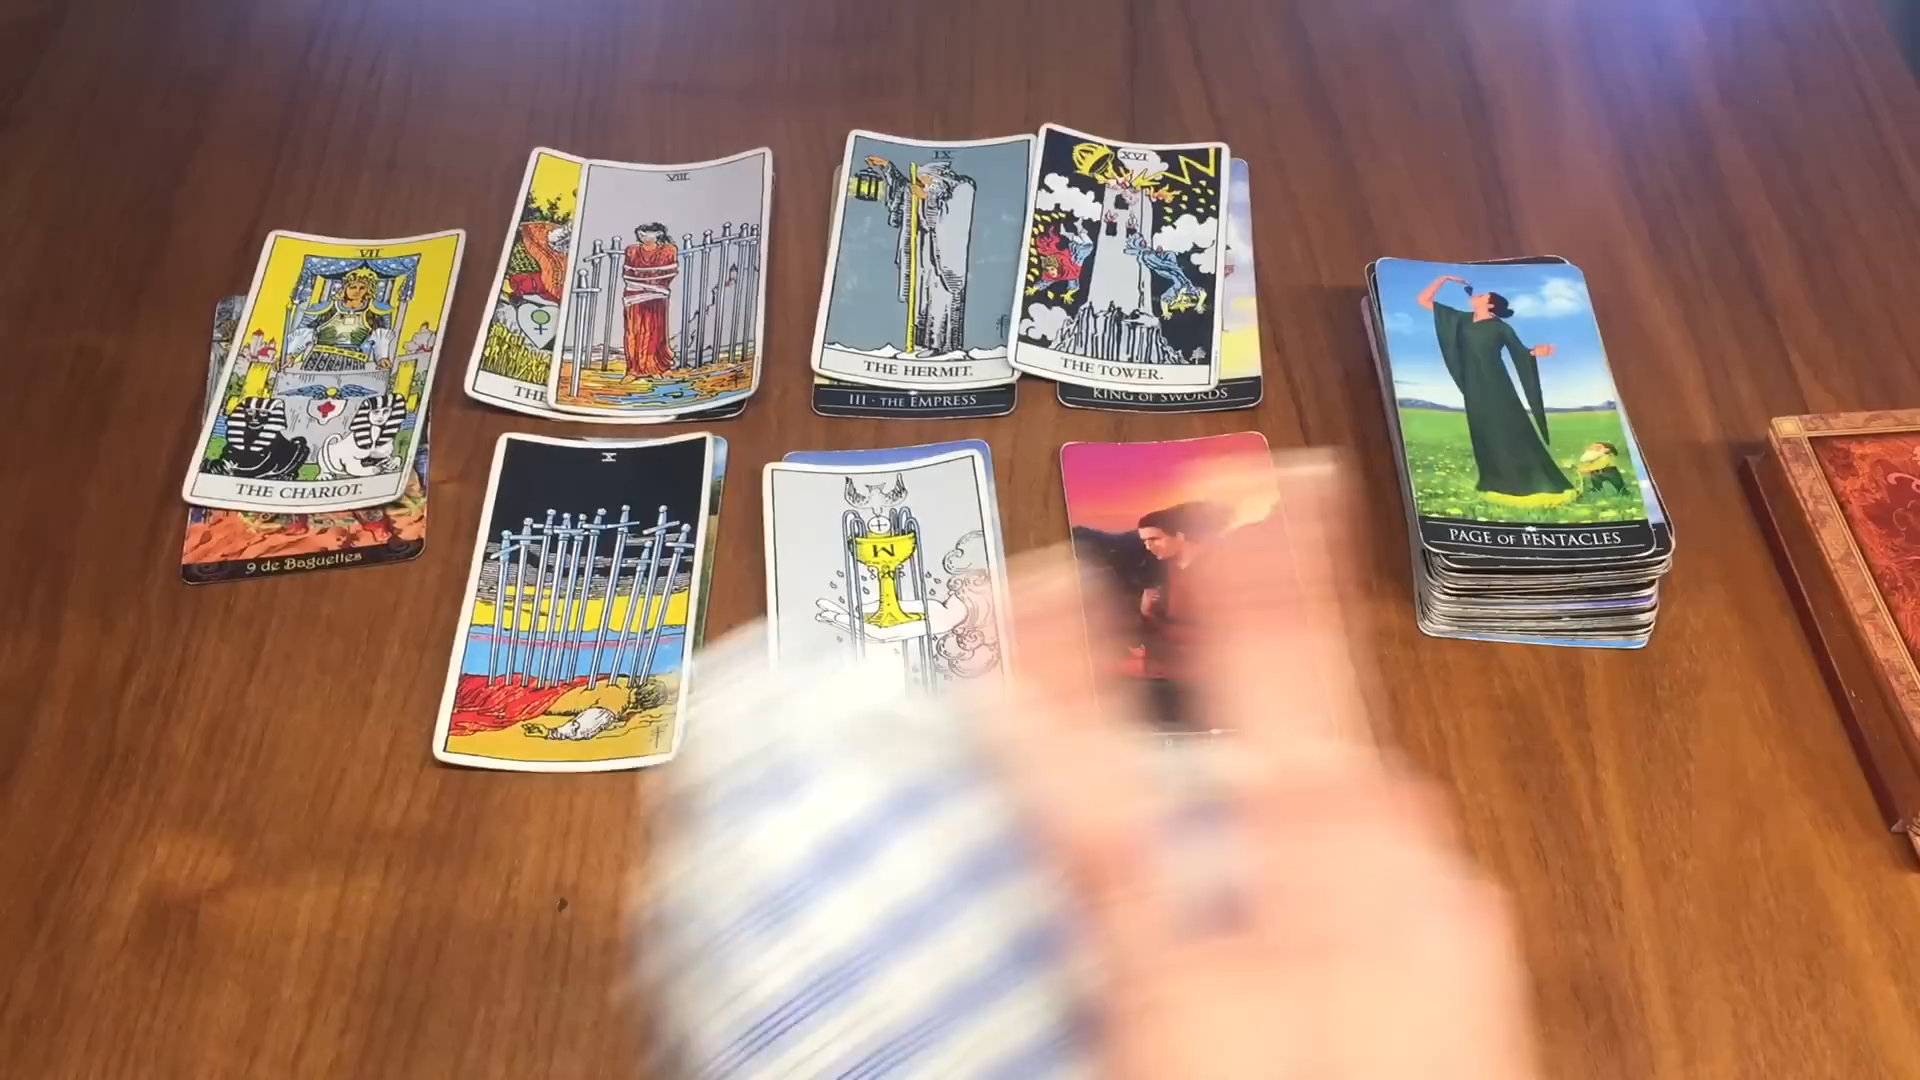 VII
THE CHARIOT.
9 de Baguettes
VIII
THE
IX
THE HERMIT.
III · THE EMPRESS
XVI
THE TOWER.
KING OF SWORDS
X
PAGE OF PENTACLES